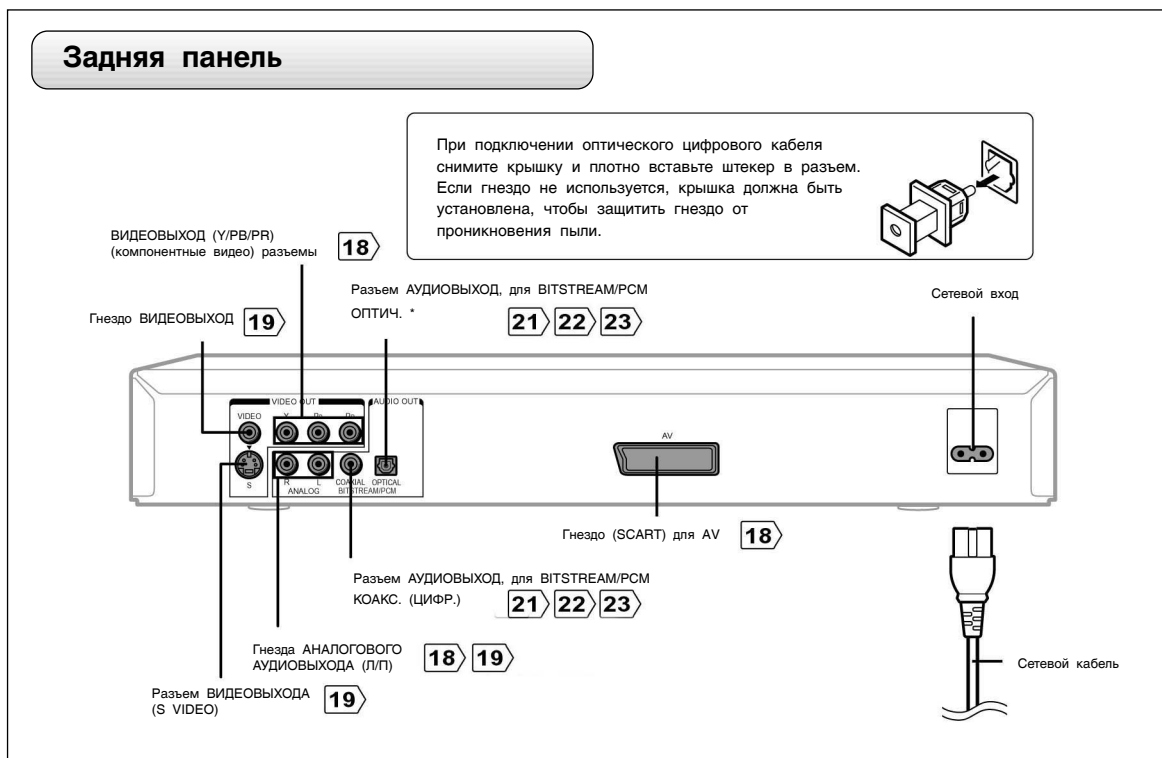 Задняя панель
При подключении оптического цифрового кабеля
снимите крышку и плотно вставьте штекер в разъем.
Если гнездо не используется, крышка должна быть
установлена, чтобы защитить гнездо от
проникновения пыли.
ВИДЕОВЫХОД (Y/PB/PR)
(компонентные видео) разъемы
18
Разъем АУДИОВЫХОД, для BITSTREAM/PCM
ОПТИЧ. *
21 22 23
Сетевой вход
Гнездо ВИДЕОВЫХОД 19
VIDEO OUT
AUDIO OUT
VIDEO
AV
S
R L
ANALOG
COAXIAL OPTICAL
BITSTREAM/PCM
Гнездо (SCART) для AV 18
Разъем АУДИОВЫХОД, для BITSTREAM/PCM
КОАКС. (ЦИФР.) 21 22 23
Гнезда АНАЛОГОВОГО
АУДИОВЫХОДА (Л/П)
18 19
Сетевой кабель
Разъем ВИДЕОВЫХОДА
(S VIDEO)
19